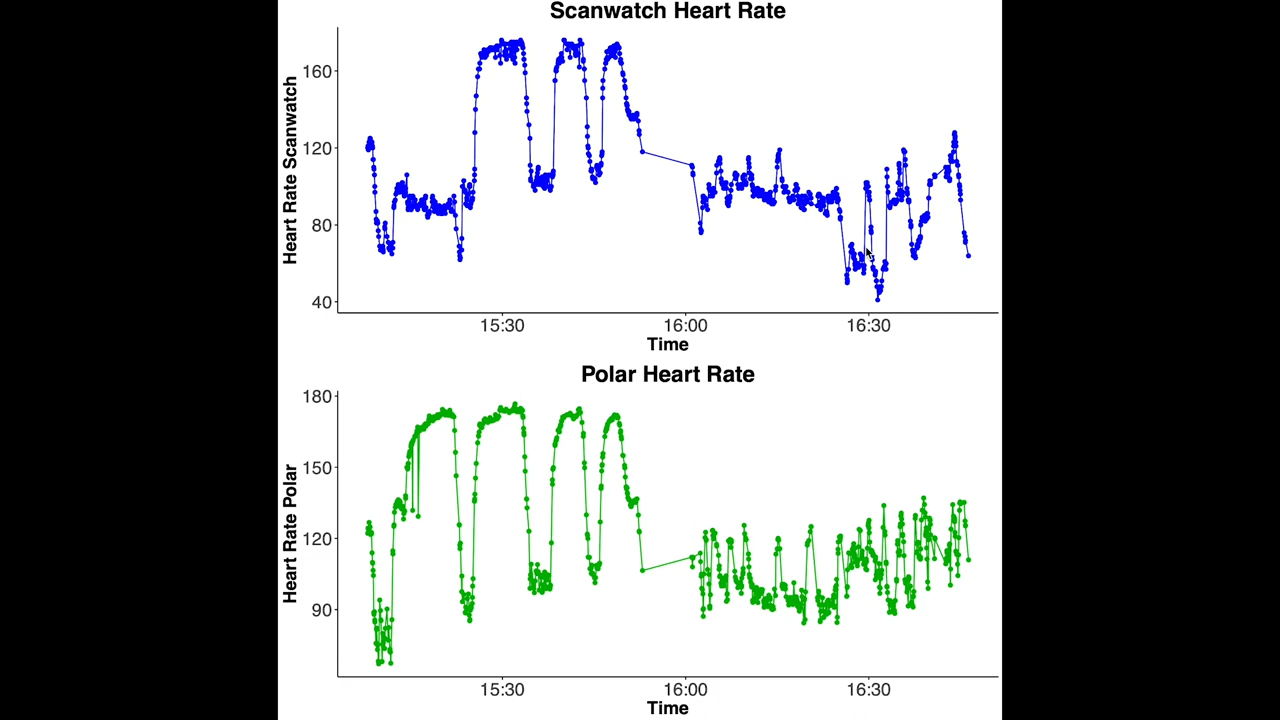 Scanwatch Heart Rate
Heart Rate Scanwatch
160
120
80
40
15:30 16:00 16:30
Time
Polar Heart Rate
Heart Rate Polar
180
150
120
90
15:30 16:00 16:30
Time